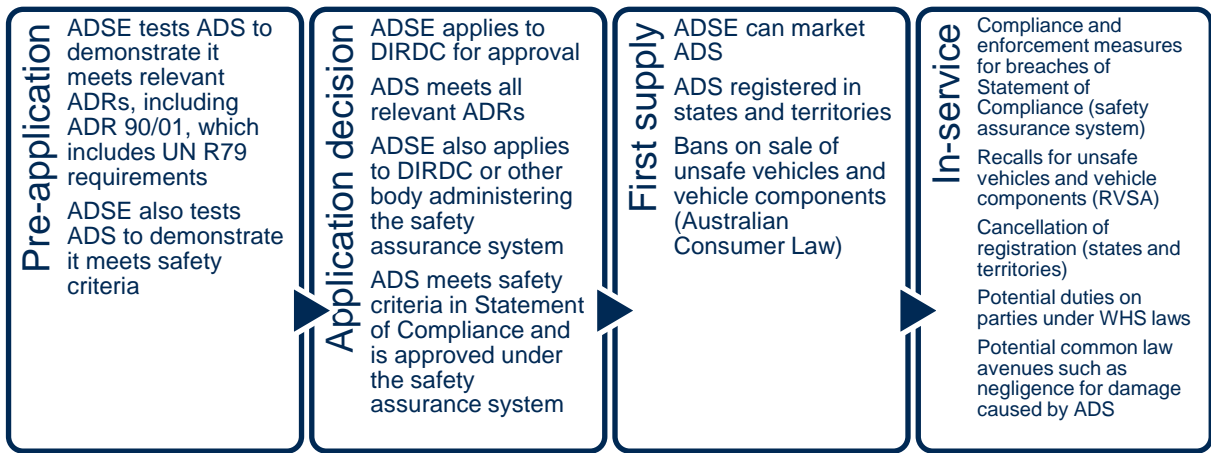 Pre-application
ADSE tests ADS to
demonstrate it
meets relevant
ADRs, including
ADR 90/01, which
includes UN R79
requirements
ADSE also tests
ADS to demonstrate
it meets safety
criteria
Application decision
ADSE applies to
DIRDC for approval
ADS meets all
relevant ADRs
ADSE also applies
to DIRDC or other
body administering
the safety
assurance system
ADS meets safety
criteria in Statement
of Compliance and
is approved under
the safety
assurance system
First supply
ADSE can market
ADS
ADS registered in
states and territories
Bans on sale of
unsafe vehicles and
vehicle components
(Australian
Consumer Law)
In-service
Compliance and
enforcement measures
for breaches of
Statement of
Compliance (safety
assurance system)
Recalls for unsafe
vehicles and vehicle
components (RVSA)
Cancellation of
registration (states and
territories)
Potential duties on
parties under WHS laws
Potential common law
avenues such as
negligence for damage
caused by ADS